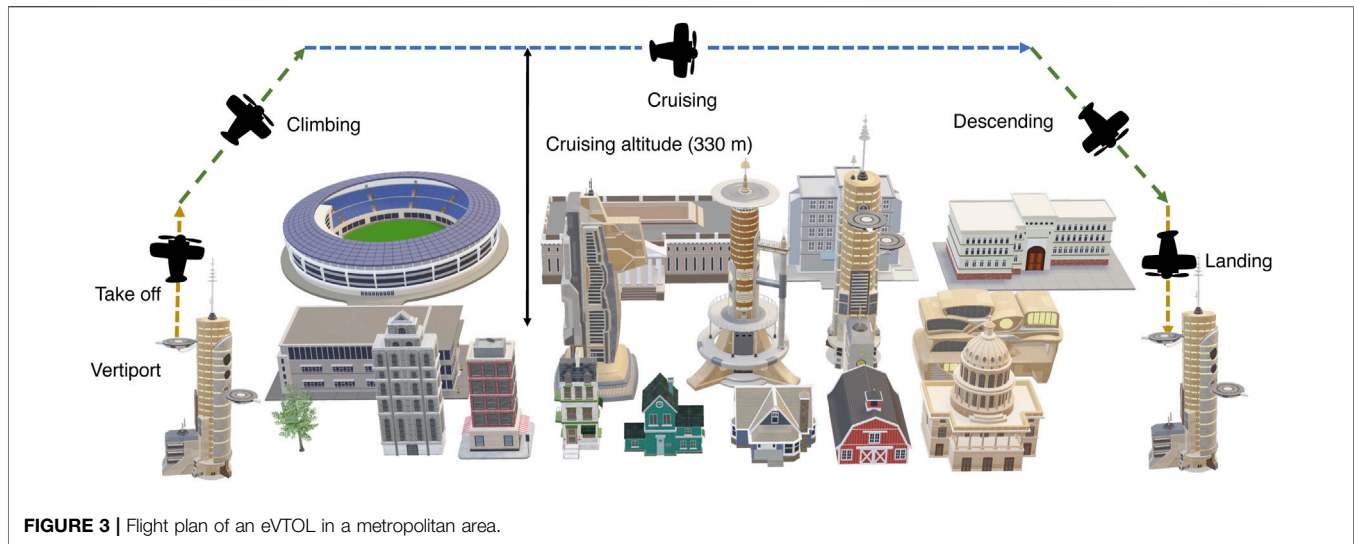 Cruising
Climbing
Descending
Cruising altitude (330 m)
Take off
Landing
Vertiport
FIGURE 3 | Flight plan of an eVTOL in a metropolitan area.